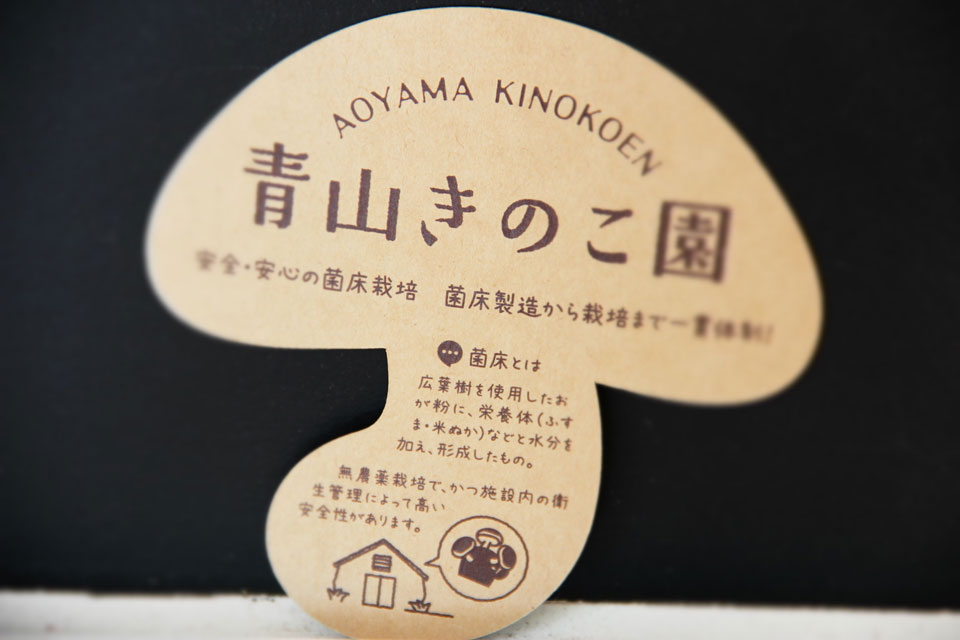 AOYAMA KINOKOEN
青山きのこ園
安全・安心の菌床栽培　菌床製造から栽培まで一貫体制!
菌床とは
広葉樹を使用したお
が粉に、栄養体(ふす
ま・米ぬか)などと水分を
加え、形成したもの。
無農薬栽培で、かつ施設内の衛
生管理によって高い
安全性があります。